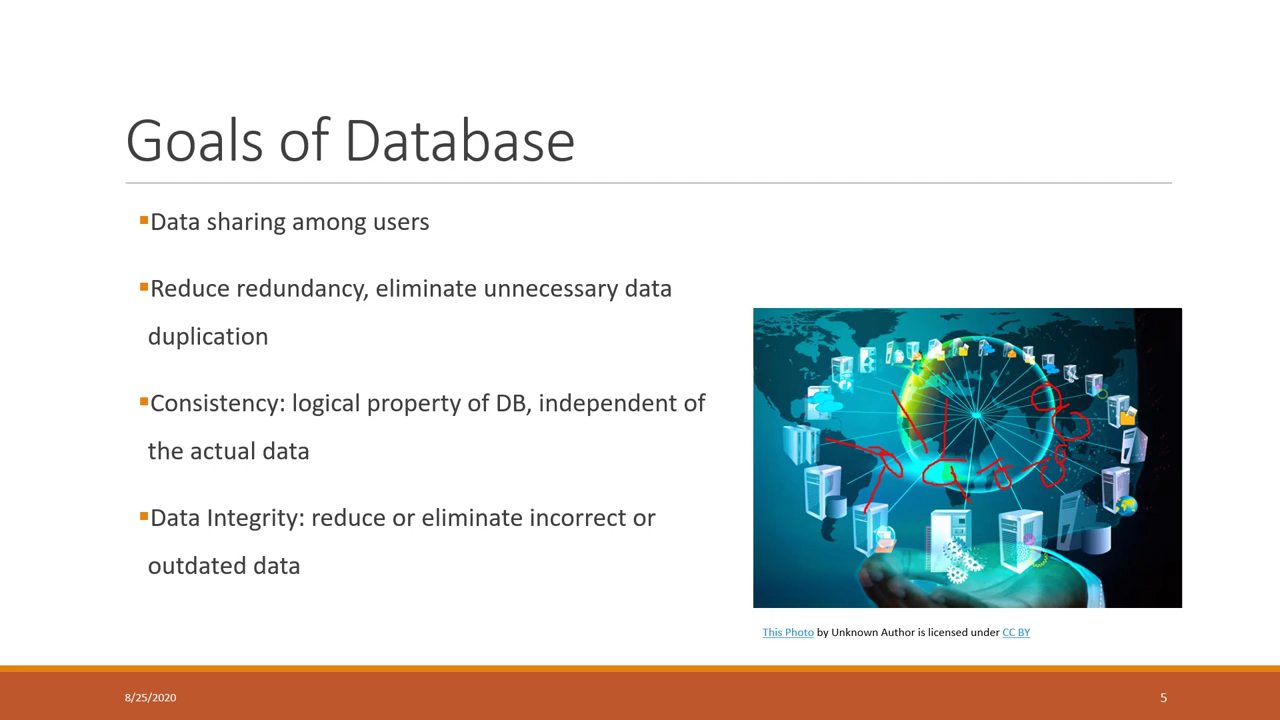 Goals of Database
▪Data sharing among users
▪Reduce redundancy, eliminate unnecessary data
duplication
▪Consistency: logical property of DB, independent of
the actual data
▪Data Integrity: reduce or eliminate incorrect or
outdated data
This Photo by Unknown Author is licensed under CC BY
8/25/2020
5